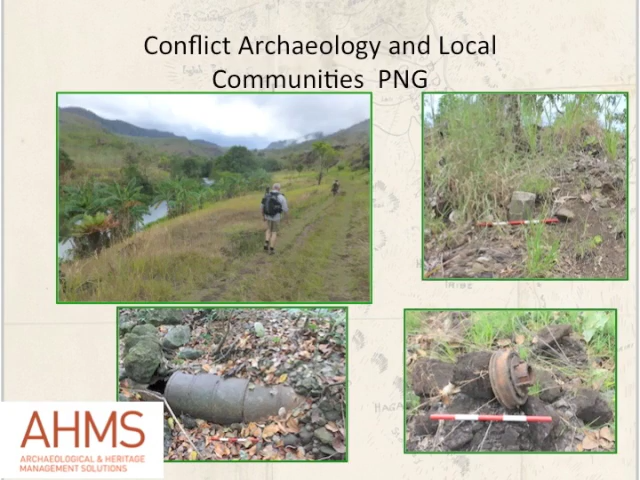 Conflict Archaeology and Local
Communities PNG
AHMS
ARCHAEOLOGICAL & HERITAGE
MANAGEMENT SOLUTIONS